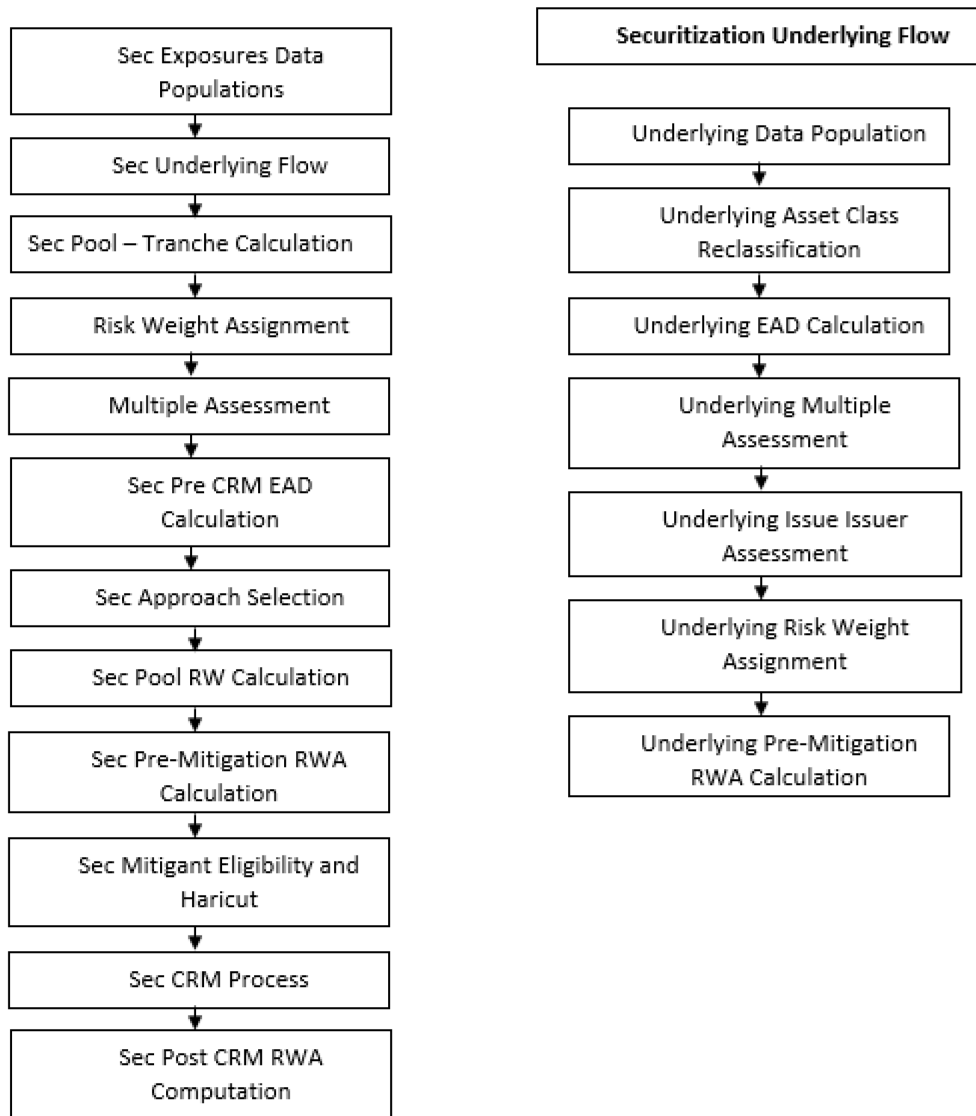 Sec Exposures Data
Populations
Sec Underlying Flow
Sec Pool – Tranche Calculation
Risk Weight Assignment
Multiple Assessment
Sec Pre CRM EAD
Calculation
Sec Approach Selection
Sec Pool RW Calculation
Sec Pre-Mitigation RWA
Calculation
Sec Mitigant Eligibility and
Haricut
Sec CRM Process
Sec Post CRM RWA
Computation
Securitization Underlying Flow
Underlying Data Population
Underlying Asset Class
Reclassification
Underlying EAD Calculation
Underlying Multiple
Assessment
Underlying Issue Issuer
Assessment
Underlying Risk Weight
Assignment
Underlying Pre-Mitigation
RWA Calculation